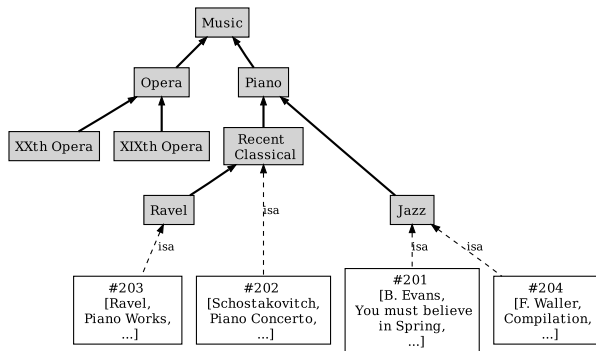 Music
Opera
Piano
XXth Opera
XIXth Opera
Recent
Classical
Ravel
Jazz
isa
isa
isa
isa
#203
[Ravel,
Piano Works,
...]
#202
[Schostakovitch,
Piano Concerto,
...]
#201
[B. Evans,
You must believe
in Spring,
...]
#204
[F. Waller,
Compilation,
...]